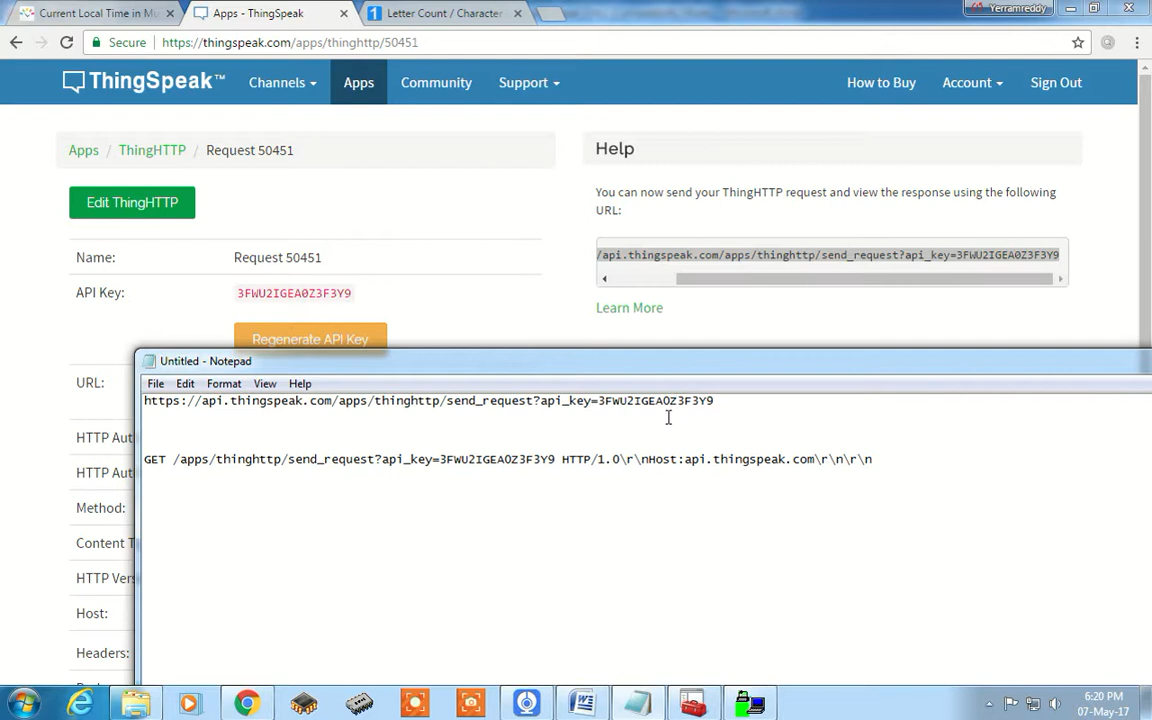 Current Local Time in Mu
Apps - ThingSpeak
Letter Count / Character
Yerramreddy
Secure
https://thingspeak.com/apps/thinghttp/50451
ThingSpeak™
Channels
Apps
Community
Support
How to Buy
Account
Sign Out
Apps / ThingHTTP / Request 50451
Help
Edit ThingHTTP
You can now send your ThingHTTP request and view the response using the following
URL:
Name:
Request 50451
/api.thingspeak.com/apps/thinghttp/send_request?api_key=3FWU2IGEA0Z3F3Y9
API Key:
3FWU2IGEA0Z3F3Y9
Learn More
Regenerate API Key
Untitled - Notepad
URL:
File Edit Format View Help
https://api.thingspeak.com/apps/thinghttp/send_request?api_key=3FWU2IGEA0Z3F3Y9
HTTP Aut
GET /apps/thinghttp/send_request?api_key=3FWU2IGEA0Z3F3Y9 HTTP/1.0\r\nHost:api.thingspeak.com\r\n\r\n
HTTP Aut
Method:
Content T
HTTP Vers
Host:
Headers:
6:20 PM
07-May-17